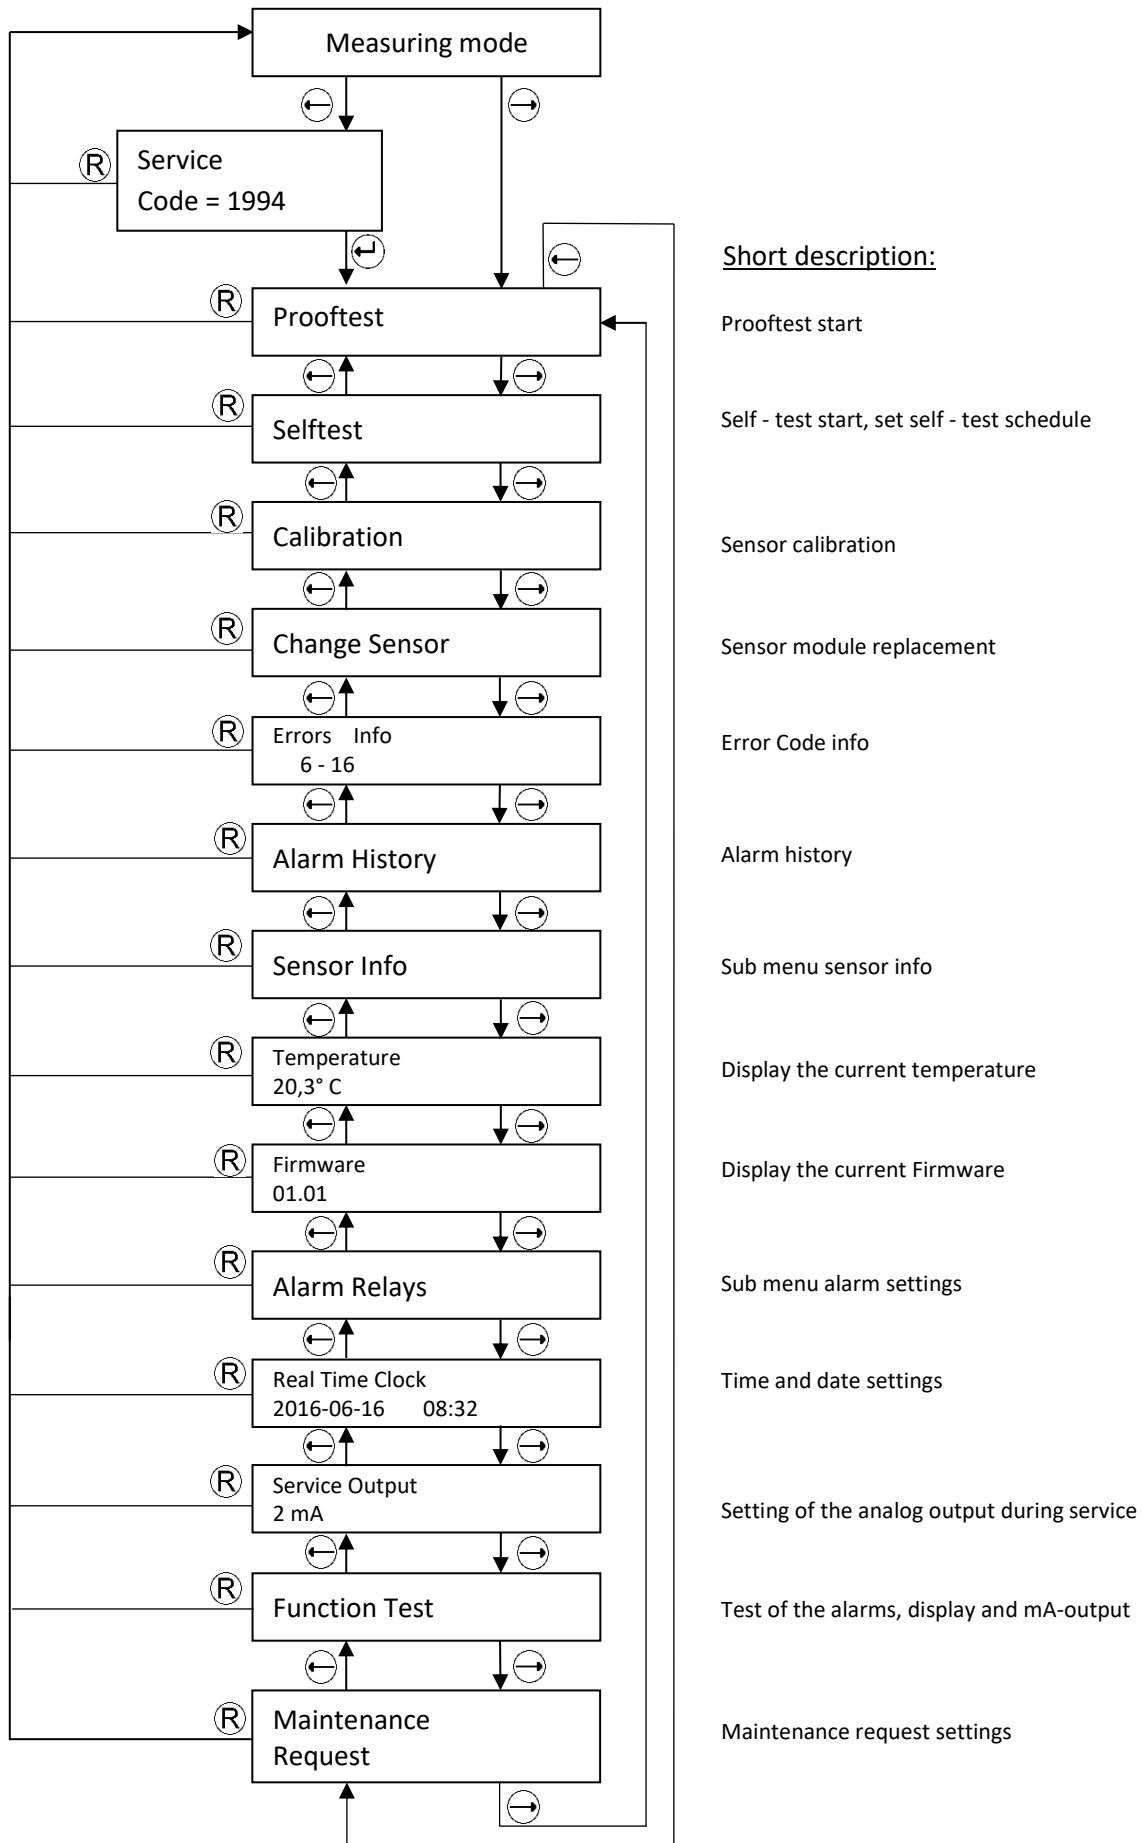 Measuring mode
R
Service
Code = 1994
Short description:
R
Prooftest
Prooftest start
R
Selftest
Self - test start, set self - test schedule
R
Calibration
Sensor calibration
R
Change Sensor
Sensor module replacement
R
Errors Info
6 - 16
Error Code info
R
Alarm History
Alarm history
R
Sensor Info
Sub menu sensor info
R
Temperature
20,3° C
Display the current temperature
R
Firmware
01.01
Display the current Firmware
R
Alarm Relays
Sub menu alarm settings
R
Real Time Clock
2016-06-16 08:32
Time and date settings
R
Service Output
2 mA
Setting of the analog output during service
R
Function Test
Test of the alarms, display and mA-output
R
Maintenance
Request
Maintenance request settings